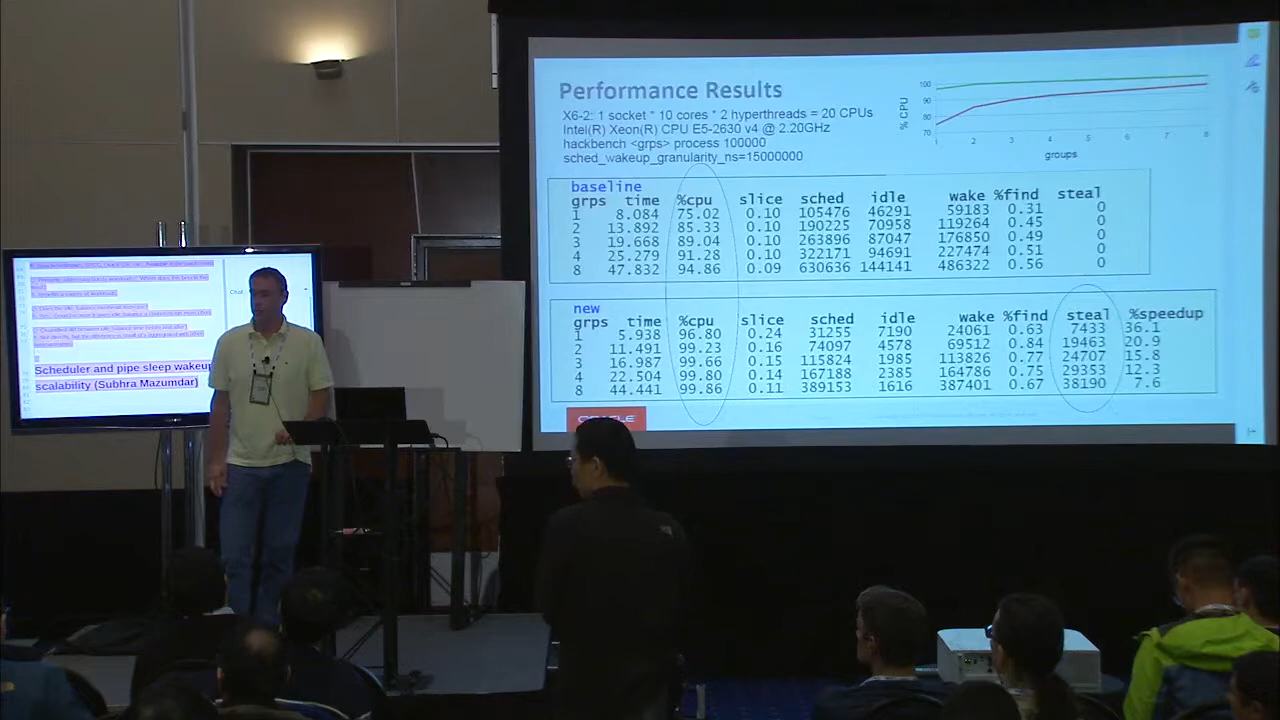 Performance Results
X6-2: 1 socket * 10 cores * 2 hyperthreads = 20 CPUs
Intel(R) Xeon(R) CPU E5-2630 v4 @ 2.20GHz
hackbench <grps> process 100000
sched_wakeup_granularity_ns=15000000
% CPU
100
90
80
70
1 2 3 4 5 6 7 8
groups
baseline
grps time %cpu slice sched idle wake %find steal
1 8.084 75.02 0.10 105476 46291 59183 0.31 0
2 13.892 85.33 0.10 190225 70958 119264 0.45 0
3 19.668 89.04 0.10 263896 87047 176850 0.49 0
4 25.279 91.28 0.10 322171 94691 227474 0.51 0
8 47.832 94.86 0.09 630636 144141 486322 0.56 0
new
grps time %cpu slice sched idle wake %find steal %speedup
1 5.938 96.80 0.24 31255 7190 24061 0.63 7433 36.1
2 11.491 99.23 0.16 74097 4578 69512 0.84 19463 20.9
3 16.987 99.66 0.15 115824 1985 113826 0.77 24707 15.8
4 22.504 99.80 0.14 167188 2385 164786 0.75 29353 12.3
8 44.441 99.86 0.11 389153 1616 387401 0.67 38190 7.6
ORACLE
Chat
Scheduler and pipe sleep wakeup
scalability (Subhra Mazumdar)